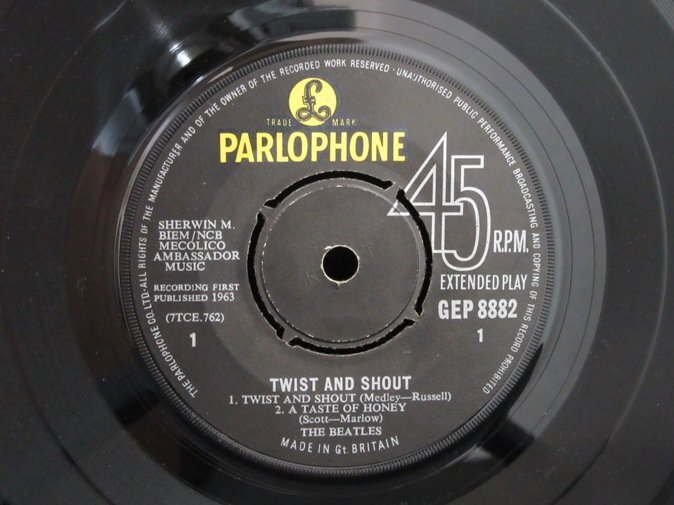 THE PARLOPHONE CO.LTD.-ALL RIGHTS OF THE MANUFACTURER AND OF THE OWNER OF THE RECORDED WORK RESERVED · UNAUTHORISED PUBLIC PERFORMANCE BROADCASTING AND COPYING OF THIS RECORD PROHIBITED
£
TRADE MARK
PARLOPHONE
45
R.P.M.
EXTENDED PLAY
GEP 8882
1
SHERWIN M.
BIEM/NCB
MECOLICO
AMBASSADOR
MUSIC
RECORDING FIRST
PUBLISHED 1963
(7TCE.762)
1
TWIST AND SHOUT
1. TWIST AND SHOUT (Medley—Russell)
2. A TASTE OF HONEY
(Scott—Marlow)
THE BEATLES
MADE IN Gt. BRITAIN